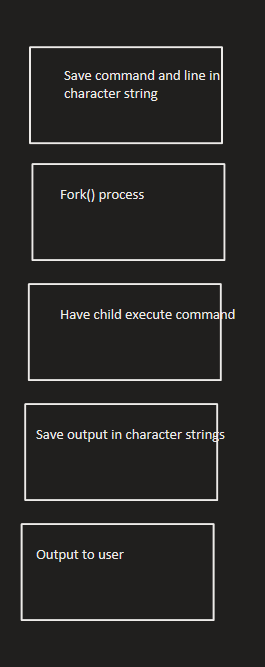 Save command and line in
character string
Fork() process
Have child execute command
Save output in character strings
Output to user